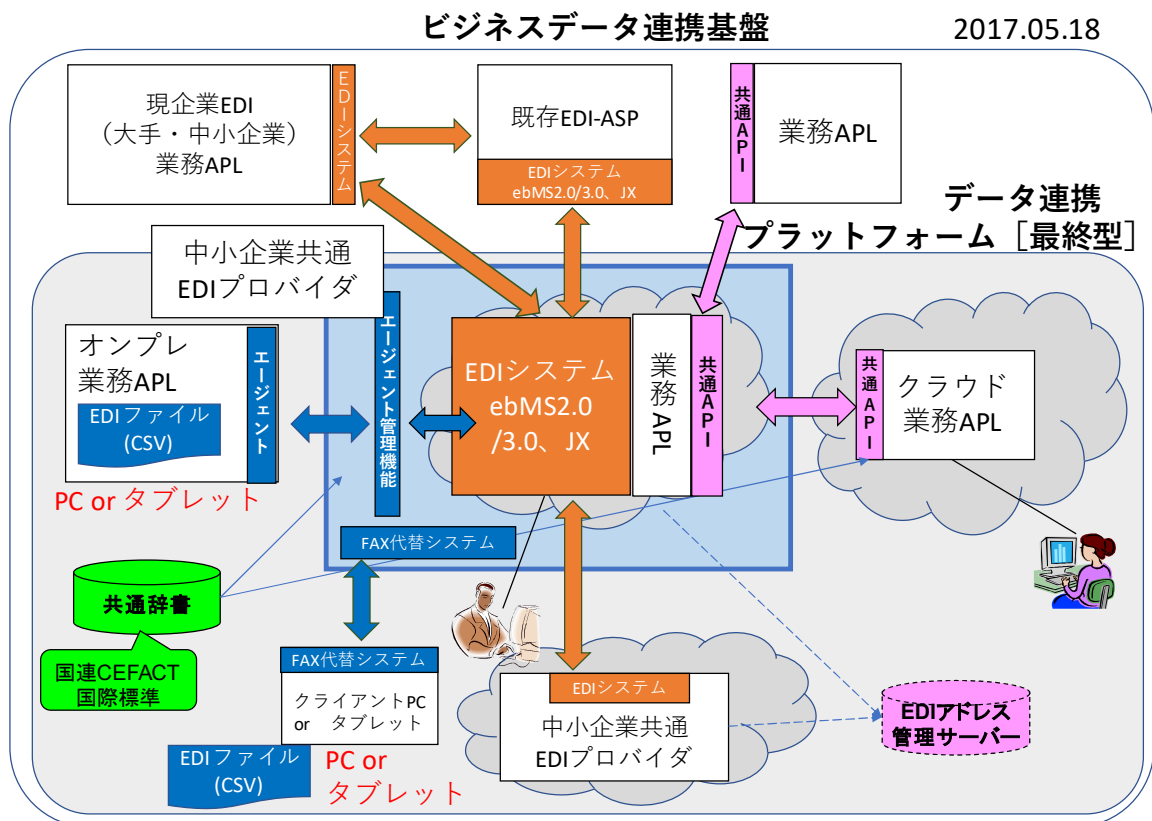 ビジネスデータ連携基盤
2017.05.18
現企業EDI
（大手・中小企業）
業務APL
EDIシステム
既存EDI-ASP
EDIシステム
ebMS2.0/3.0、JX
共通API
業務APL
データ連携
プラットフォーム［最終型］
中小企業共通
EDIプロバイダ
オンプレ
業務APL
EDIファイル
(CSV)
エージェント
PC or タブレット
エージェント管理機能
EDIシステム
ebMS2.0
/3.0、JX
業務APL
共通API
共通API
クラウド
業務APL
FAX代替システム
共通辞書
国連CEFACT
国際標準
FAX代替システム
クライアントPC
or タブレット
EDIファイル
(CSV)
PC or
タブレット
EDIシステム
中小企業共通
EDIプロバイダ
EDIアドレス
管理サーバー